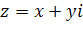 z = x + yi